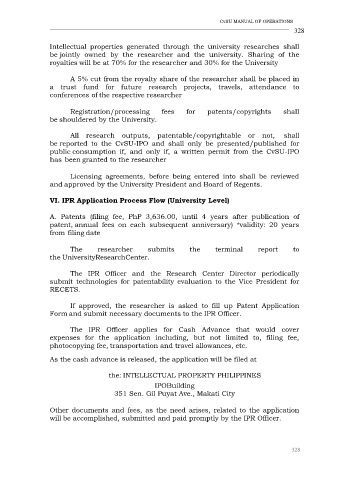 CvSU MANUAL OF OPERATIONS
328
Intellectual properties generated through the university researches shall
be jointly owned by the researcher and the university. Sharing of the
royalties will be at 70% for the researcher and 30% for the University
A 5% cut from the royalty share of the researcher shall be placed in
a trust fund for future research projects, travels, attendance to
conferences of the respective researcher
Registration/processing fees for patents/copyrights shall
be shouldered by the University.
All research outputs, patentable/copyrightable or not, shall
be reported to the CvSU-IPO and shall only be presented/published for
public consumption if, and only if, a written permit from the CvSU-IPO
has been granted to the researcher
Licensing agreements, before being entered into shall be reviewed
and approved by the University President and Board of Regents.
VI. IPR Application Process Flow (University Level)
A. Patents (filing fee, PhP 3,636.00, until 4 years after publication of
patent, annual fees on each subsequent anniversary) *validity: 20 years
from filing date
The researcher submits the terminal report to
the UniversityResearchCenter.
The IPR Officer and the Research Center Director periodically
submit technologies for patentability evaluation to the Vice President for
RECETS.
If approved, the researcher is asked to fill up Patent Application
Form and submit necessary documents to the IPR Officer.
The IPR Officer applies for Cash Advance that would cover
expenses for the application including, but not limited to, filing fee,
photocopying fee, transportation and travel allowances, etc.
As the cash advance is released, the application will be filed at
the: INTELLECTUAL PROPERTY PHILIPPINES
IPOBuilding
351 Sen. Gil Puyat Ave., Makati City
Other documents and fees, as the need arises, related to the application
will be accomplished, submitted and paid promptly by the IPR Officer.
328